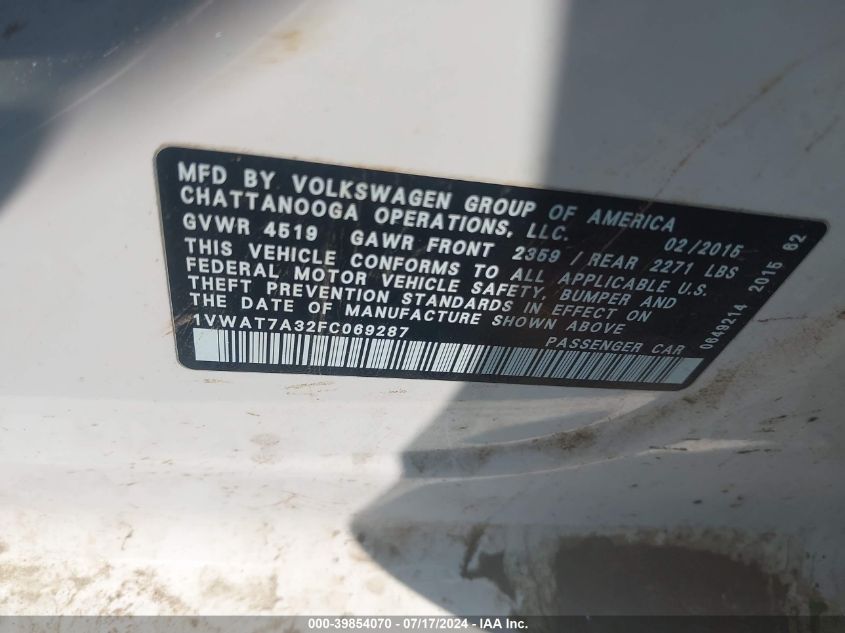 MFD BY VOLKSWAGEN GROUP OF AMERICA
CHATTANOOGA OPERATIONS, LLC. 02/2015
GVWR 4519 GAWR FRONT 2359 / REAR 2271 LBS
THIS VEHICLE CONFORMS TO ALL APPLICABLE U.S.
FEDERAL MOTOR VEHICLE SAFETY, BUMPER AND
THEFT PREVENTION STANDARDS IN EFFECT ON
THE DATE OF MANUFACTURE SHOWN ABOVE
1VWAT7A32FC069287 PASSENGER CAR
0649214 2015 62
000-39854070 - 07/17/2024 - IAA Inc.